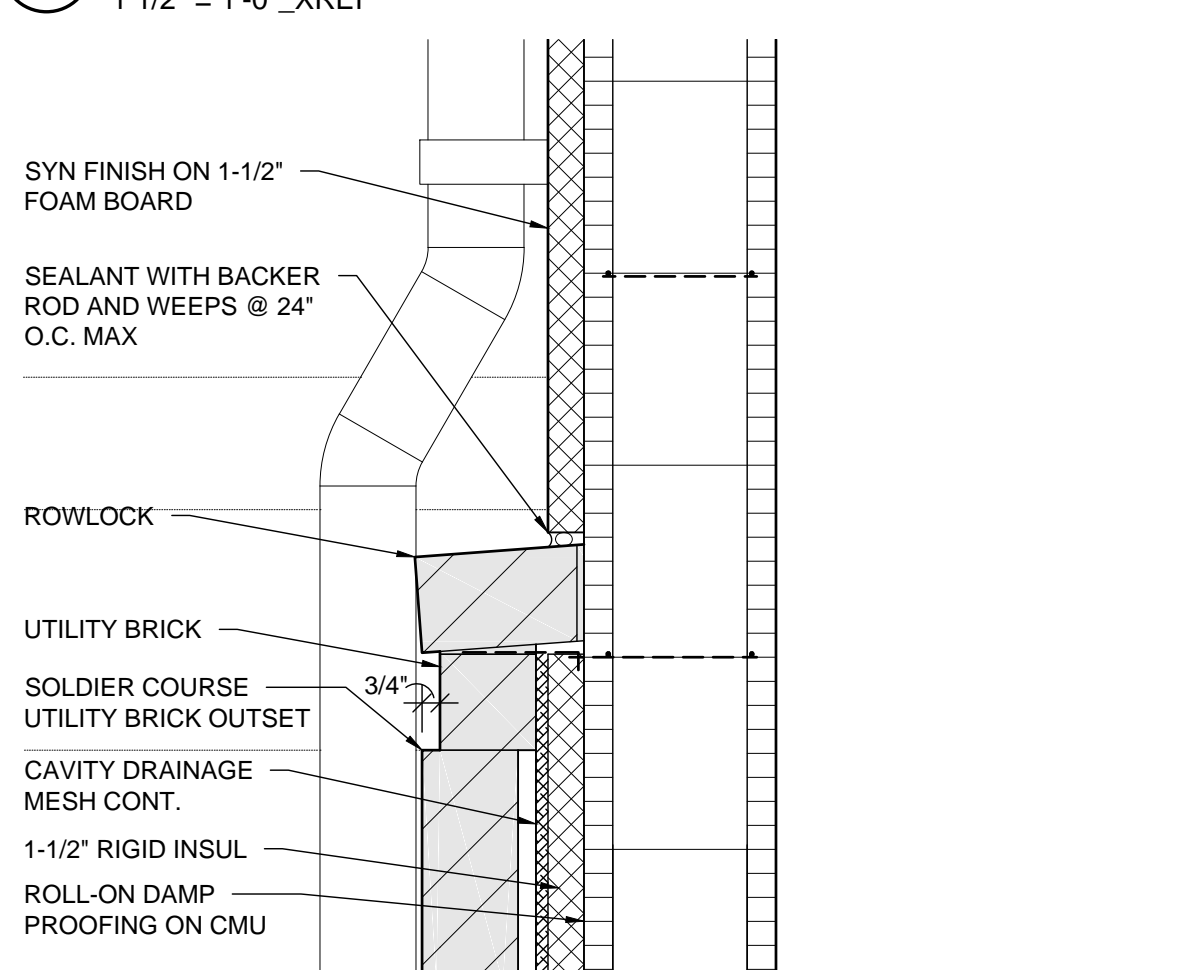 1 1/2" = 1'-0"_XREF
SYN FINISH ON 1-1/2"
FOAM BOARD
SEALANT WITH BACKER
ROD AND WEEPS @ 24"
O.C. MAX
ROWLOCK
UTILITY BRICK
SOLDIER COURSE
UTILITY BRICK OUTSET
3/4"
CAVITY DRAINAGE
MESH CONT.
1-1/2" RIGID INSUL
ROLL-ON DAMP
PROOFING ON CMU